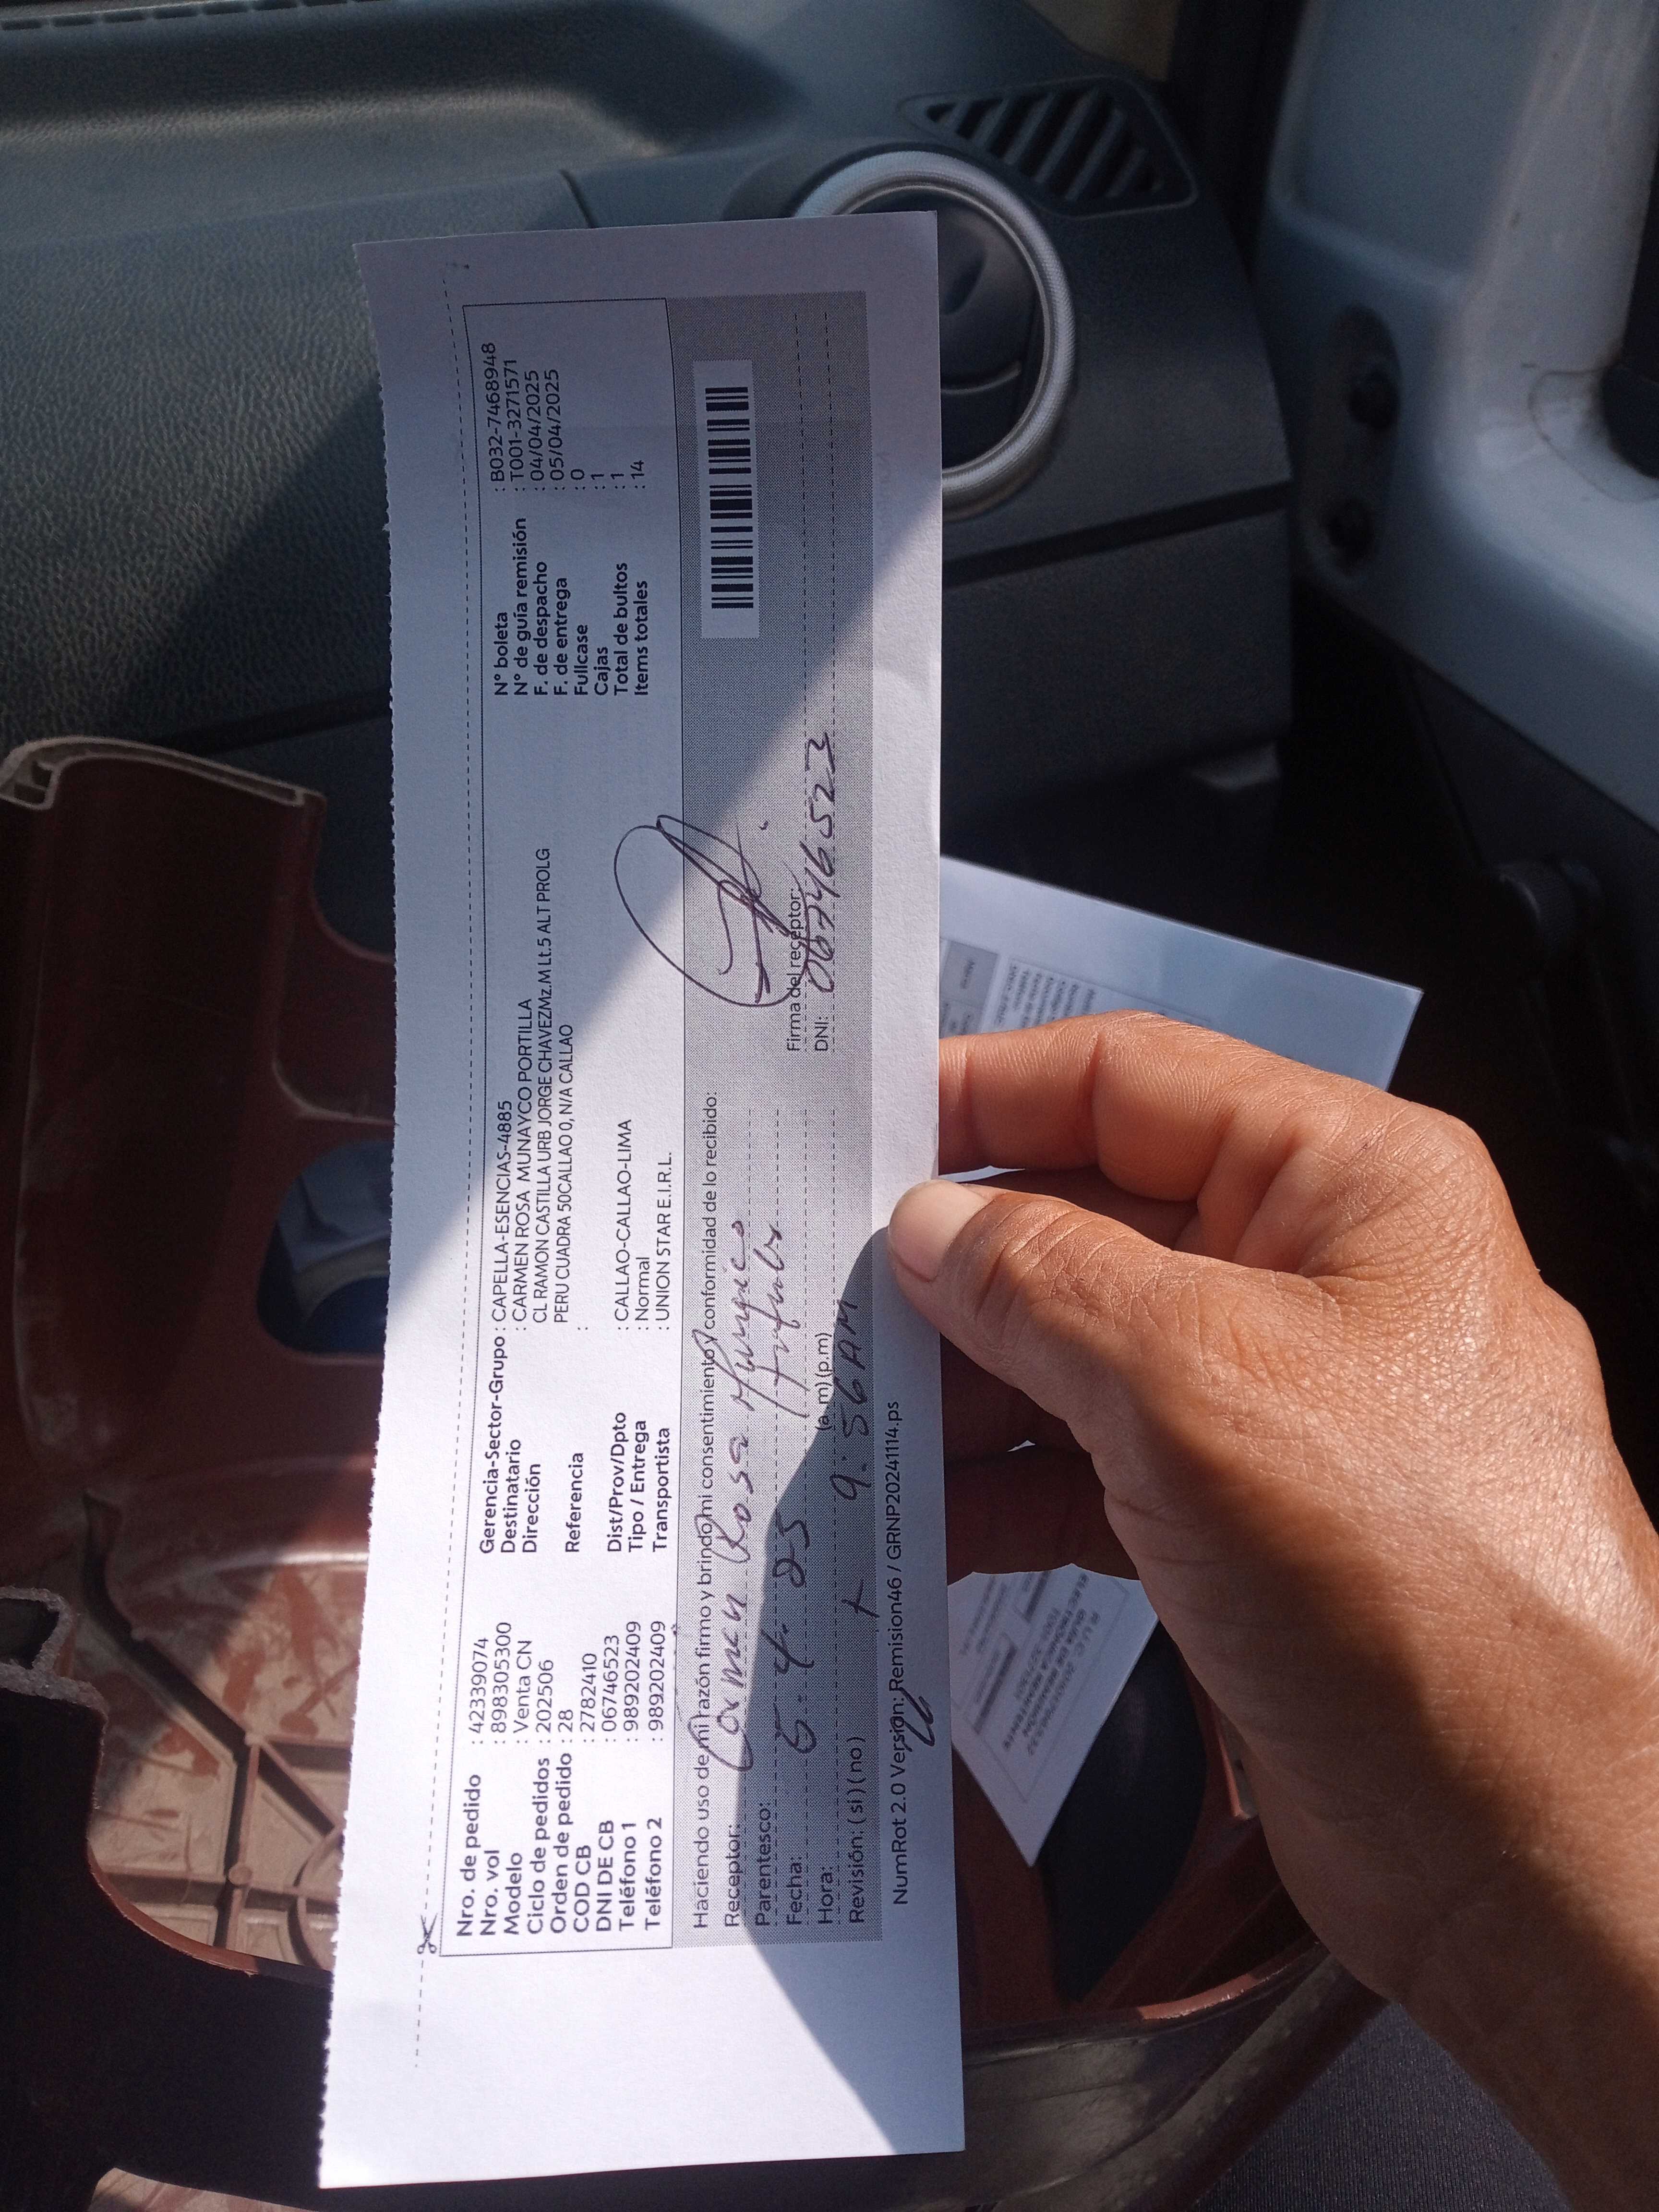 Nro. de pedido : 42339074
Nro. vol : 898305300
Modelo : Venta CN
Ciclo de pedidos : 202506
Orden de pedido : 28
COD CB : 2782410
DNI DE CB : 06746523
Teléfono 1 : 989202409
Teléfono 2 : 989202409
Gerencia-Sector-Grupo : CAPELLA-ESENCIAS-4885
Destinatario : CARMEN ROSA MUNAYCO PORTILLA
Dirección CL RAMON CASTILLA URB JORGE CHAVEZMz.M Lt.5 ALT PROLG
PERU CUADRA 50CALLAO 0, N/A CALLAO
Referencia :
Dist/Prov/Dpto : CALLAO-CALLAO-LIMA
Tipo / Entrega : Normal
Transportista : UNION STAR E.I.R.L.
N° boleta : B032-7468948
N° de guía remisión : T001-3271571
F. de despacho : 04/04/2025
F. de entrega : 05/04/2025
Fullcase : 0
Cajas : 1
Total de bultos : 1
Items totales : 14
Haciendo uso de mi razón firmo y brindo mi consentimiento y conformidad de lo recibido:
Receptor: Carmen Rosa
Parentesco:
Fecha: 5. 4. 25
Hora: (a.m) (p.m)
9:56 AM
Revisión: ( si ) ( no )
Firma del receptor:
DNI: 06746523
NumRot 2.0 Versión: Remision46 / GRNP20241114.ps